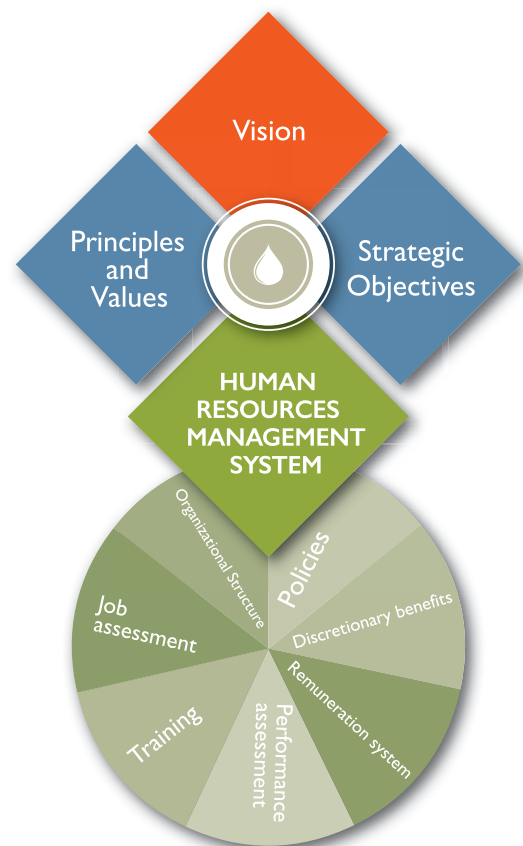 Vision
Principles
and
Values
Strategic
Objectives
HUMAN
RESOURCES
MANAGEMENT
SYSTEM
Organizational Structure
Policies
Job
assessment
Discretionary benefits
Training
Performance
assessment
Remuneration system